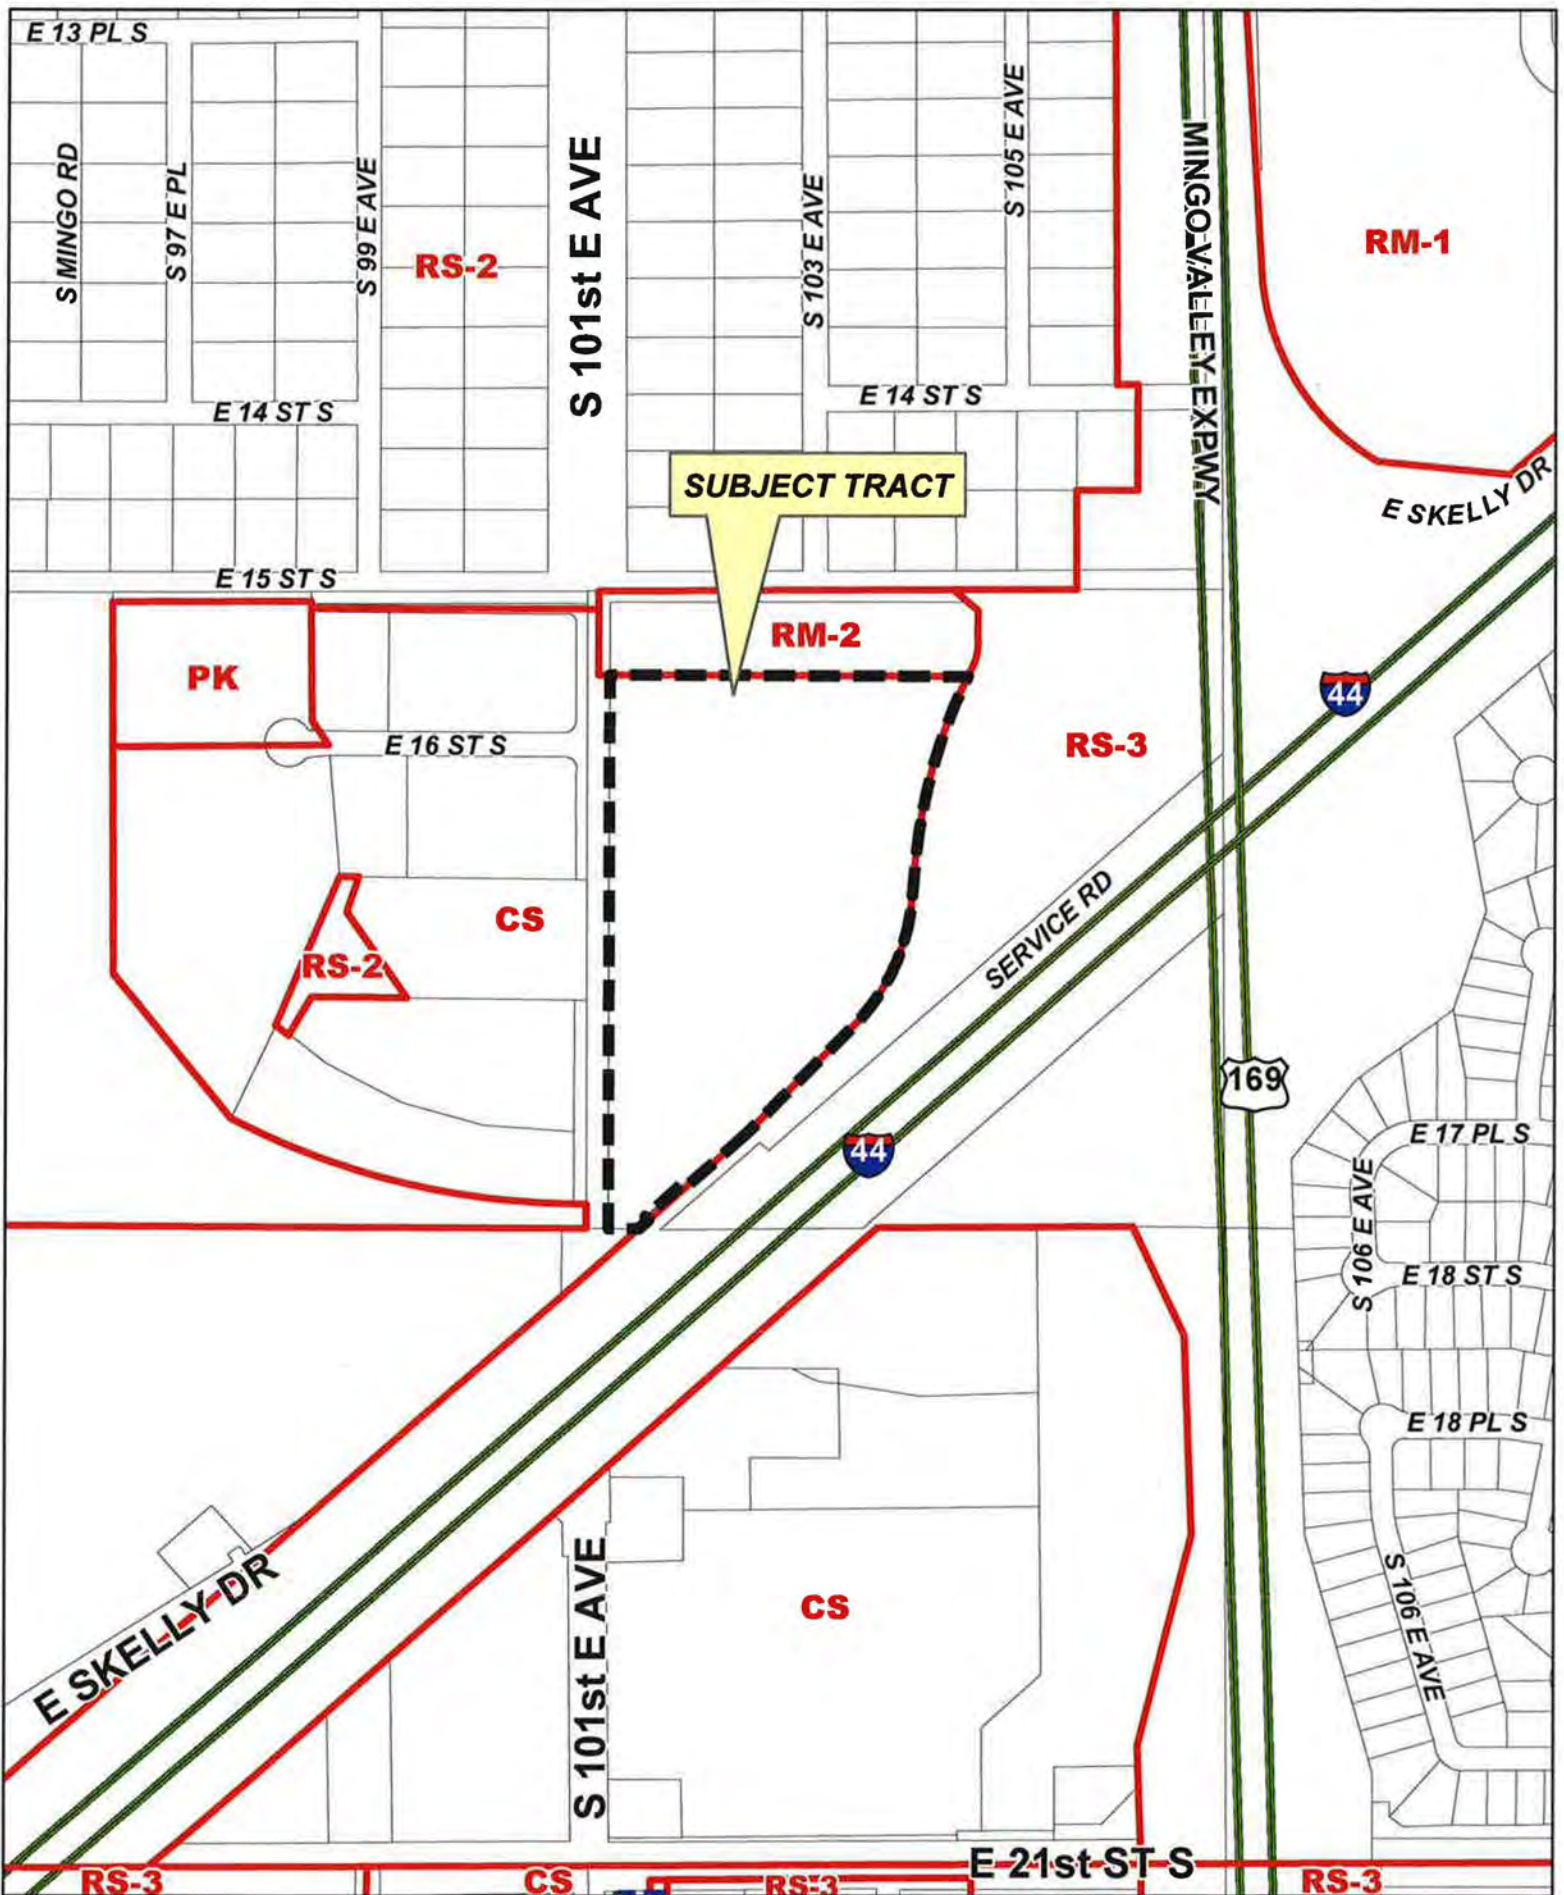 E 13 PL S
S MINGO RD
S 97 E PL
S 99 E AVE
RS-2
S 101st E AVE
S 103 E AVE
S 105 E AVE
MINGO VALLEY EXPWY
RM-1
E 14 ST S
E 14 ST S
SUBJECT TRACT
E SKELLY DR
E 15 ST S
RM-2
PK
44
E 16 ST S
RS-3
CS
RS-2
SERVICE RD
169
44
E 17 PL S
S 106 E AVE
E 18 ST S
E 18 PL S
E SKELLY DR
S 101st E AVE
CS
S 106 E AVE
E 21st ST S
RS-3
CS
RS-3
RS-3